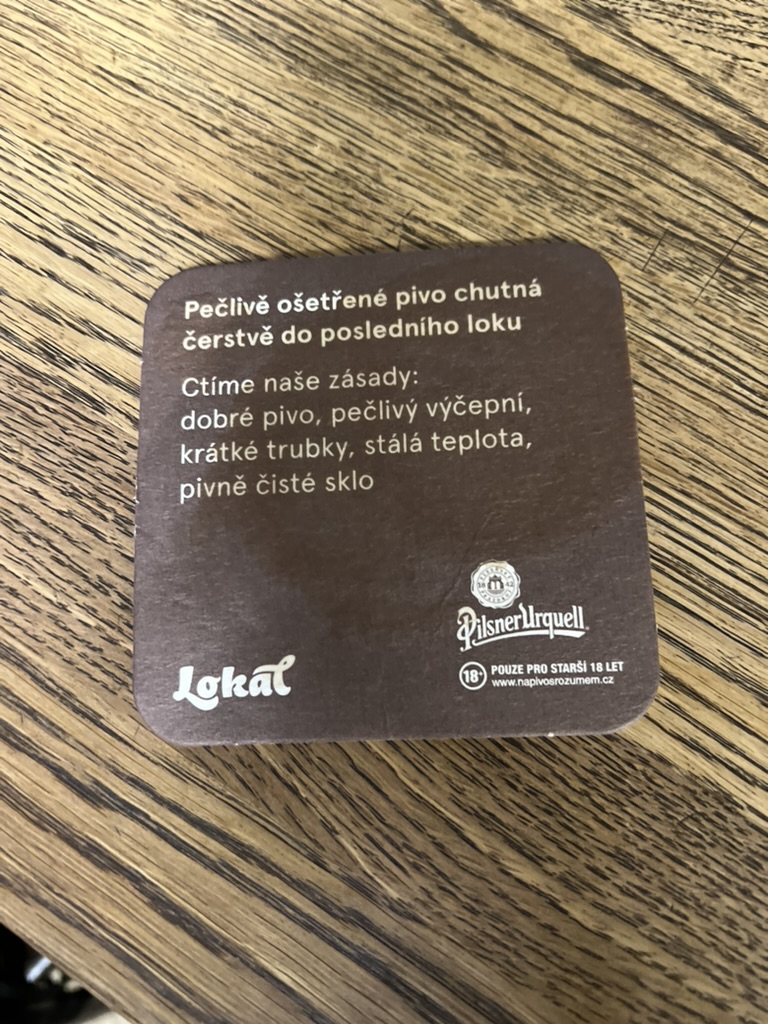 Pečlivě ošetřené pivo chutná
čerstvě do posledního loku
Ctíme naše zásady:
dobré pivo, pečlivý výčepní,
krátké trubky, stálá teplota,
pivně čisté sklo
Pilsner Urquell
Lokál
18+ POUZE PRO STARŠÍ 18 LET
www.napivosrozumem.cz